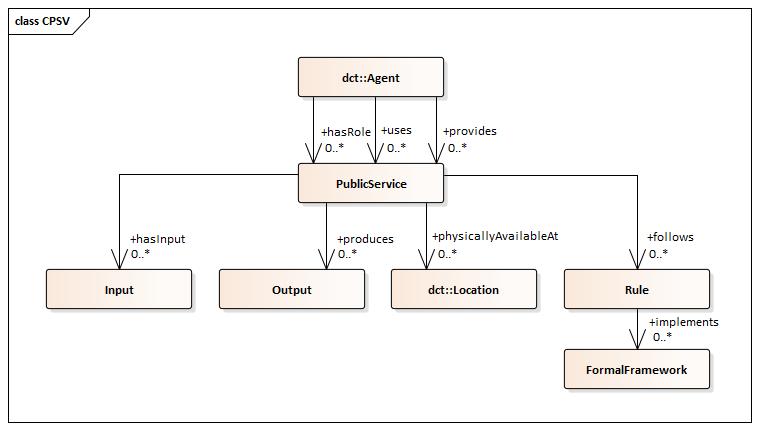 class CPSV
dct::Agent
+hasRole +uses +provides
0..* 0..* 0..*
PublicService
+hasInput +produces +physicallyAvailableAt +follows
0..* 0..* 0..* 0..*
Input Output dct::Location Rule
+implements
0..*
FormalFramework